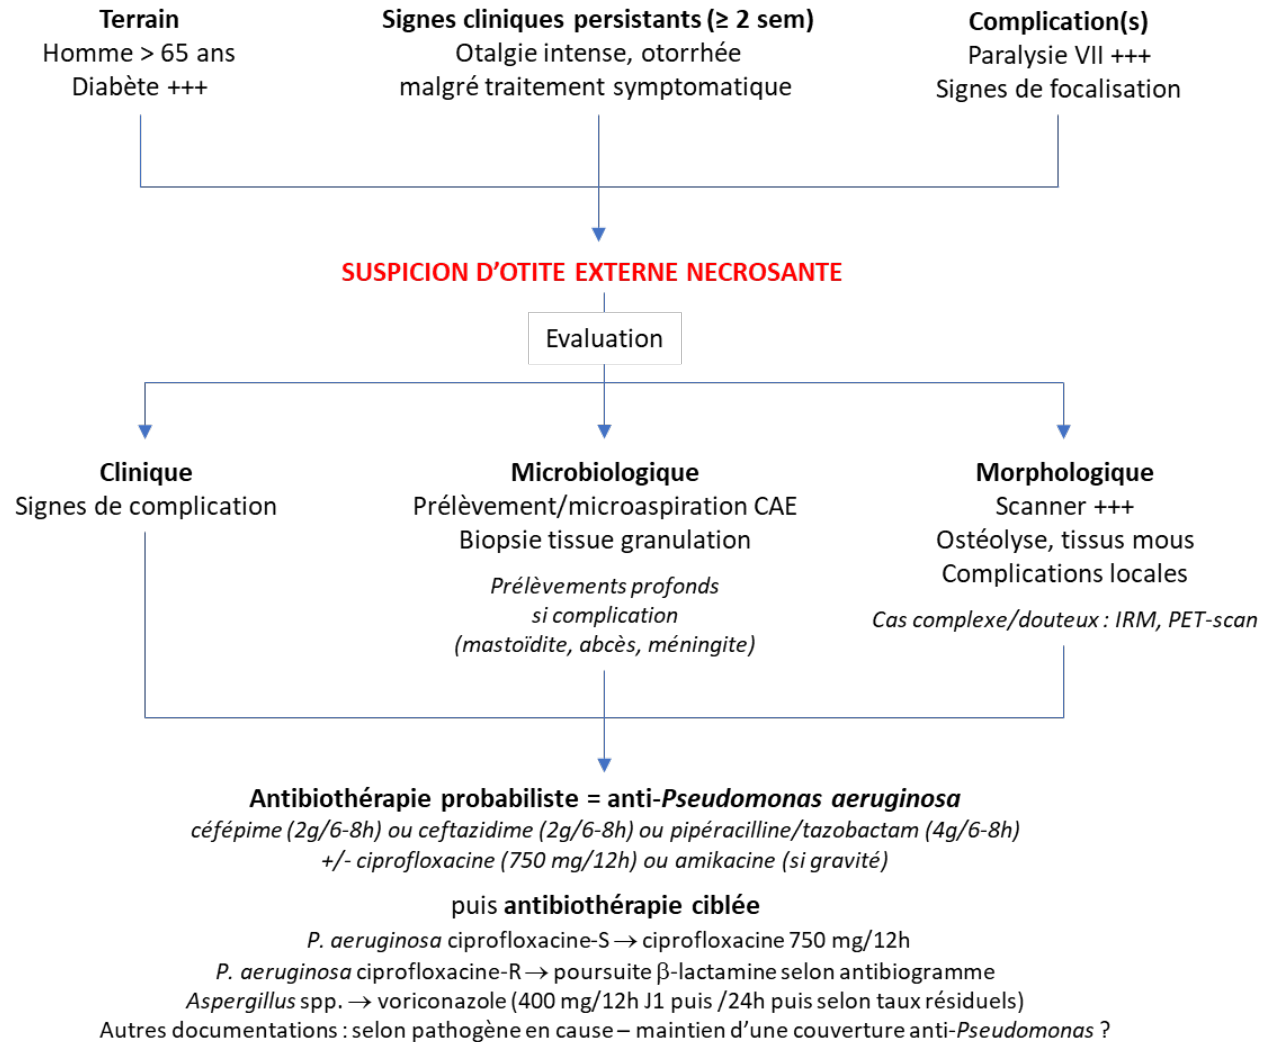 Terrain
Homme > 65 ans
Diabète +++
Signes cliniques persistants (≥ 2 sem)
Otalgie intense, otorrhée
malgré traitement symptomatique
Complication(s)
Paralysie VII +++
Signes de focalisation
SUSPICION D’OTITE EXTERNE NECROSANTE
Evaluation
Clinique
Signes de complication
Microbiologique
Prélèvement/microaspiration CAE
Biopsie tissue granulation
Prélèvements profonds
si complication
(mastoïdite, abcès, méningite)
Morphologique
Scanner +++
Ostéolyse, tissus mous
Complications locales
Cas complexe/douteux : IRM, PET-scan
Antibiothérapie probabiliste = anti-Pseudomonas aeruginosa
céfépime (2g/6-8h) ou ceftazidime (2g/6-8h) ou pipéracilline/tazobactam (4g/6-8h)
+/- ciprofloxacine (750 mg/12h) ou amikacine (si gravité)
puis antibiothérapie ciblée
P. aeruginosa ciprofloxacine-S → ciprofloxacine 750 mg/12h
P. aeruginosa ciprofloxacine-R → poursuite β-lactamine selon antibiogramme
Aspergillus spp. → voriconazole (400 mg/12h J1 puis /24h puis selon taux résiduels)
Autres documentations : selon pathogène en cause – maintien d’une couverture anti-Pseudomonas ?